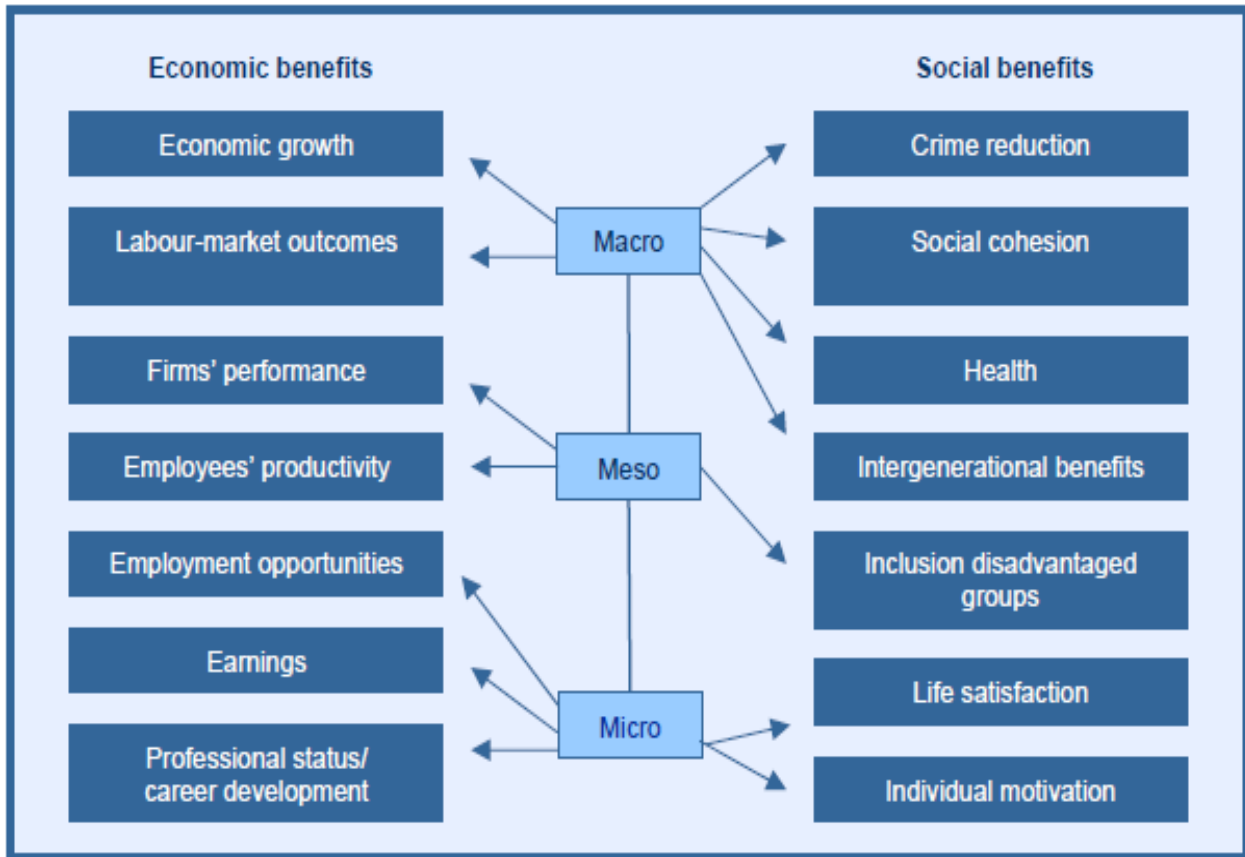 Economic benefits
Social benefits
Economic growth
Crime reduction
Macro
Labour-market outcomes
Social cohesion
Firms’ performance
Health
Meso
Employees’ productivity
Intergenerational benefits
Employment opportunities
Inclusion disadvantaged
groups
Earnings
Life satisfaction
Micro
Professional status/
career development
Individual motivation